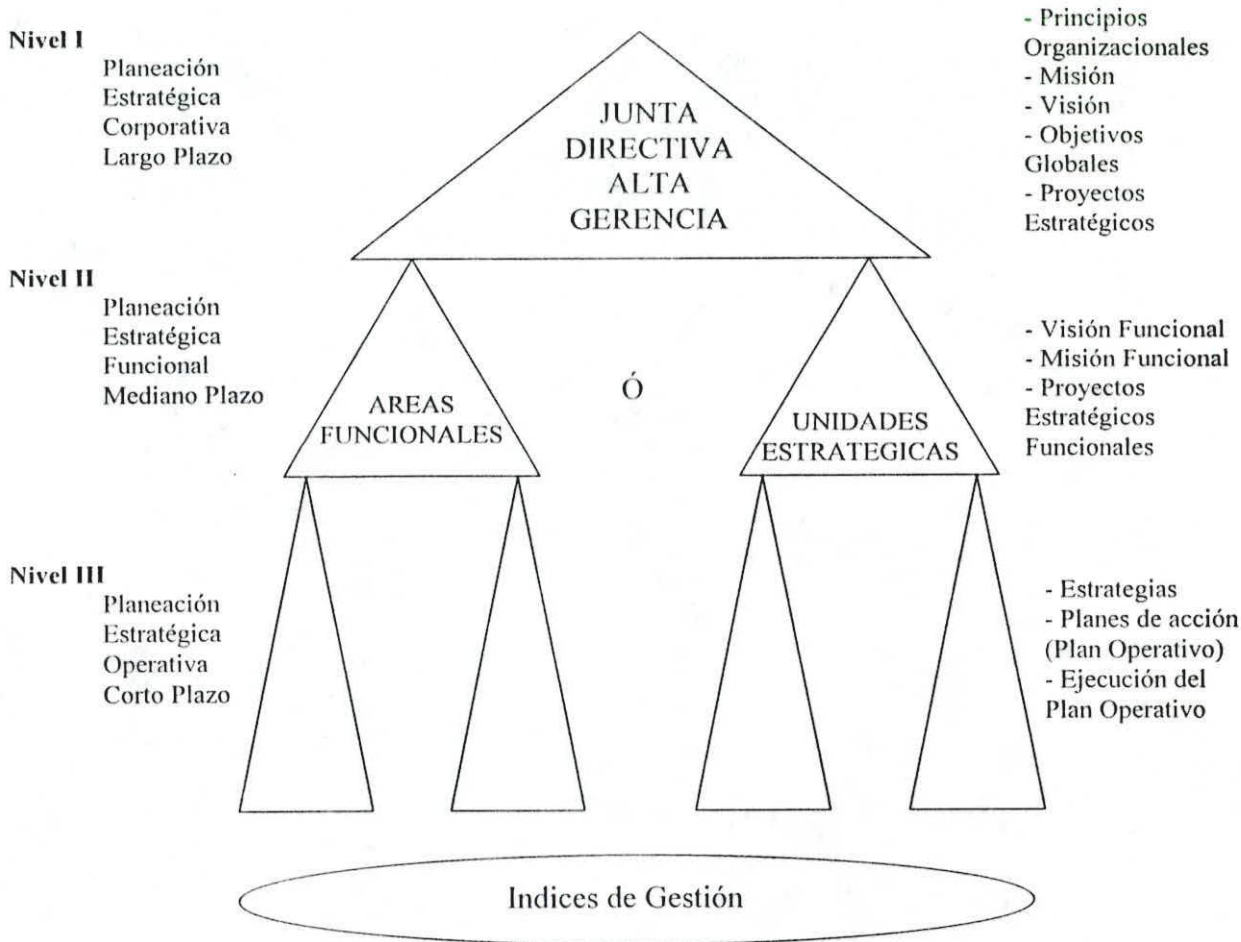 Nivel I
Planeación
Estratégica
Corporativa
Largo Plazo
JUNTA
DIRECTIVA
ALTA
GERENCIA
- Principios
Organizacionales
- Misión
- Visión
- Objetivos
Globales
- Proyectos
Estratégicos
Nivel II
Planeación
Estratégica
Funcional
Mediano Plazo
AREAS
FUNCIONALES
Ó
UNIDADES
ESTRATEGICAS
- Visión Funcional
- Misión Funcional
- Proyectos
Estratégicos
Funcionales
Nivel III
Planeación
Estratégica
Operativa
Corto Plazo
- Estrategias
- Planes de acción
(Plan Operativo)
- Ejecución del
Plan Operativo
Indices de Gestión